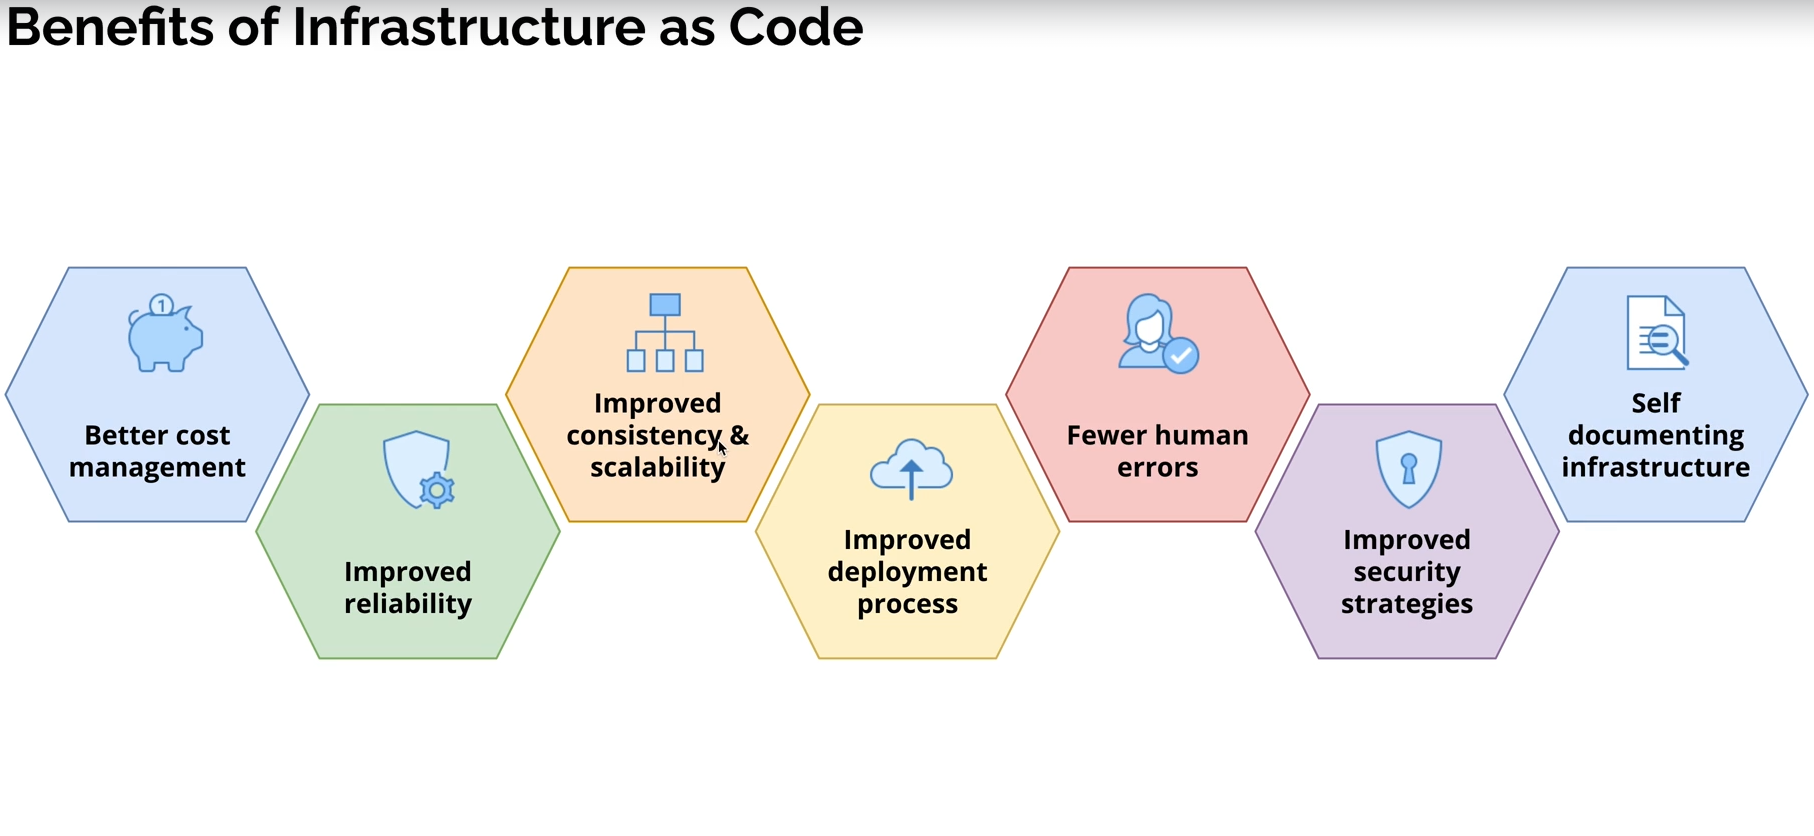 Benefits of Infrastructure as Code
1
Better cost
management
Improved
reliability
Improved
consistency &
scalability
Improved
deployment
process
Fewer human
errors
Improved
security
strategies
Self
documenting
infrastructure